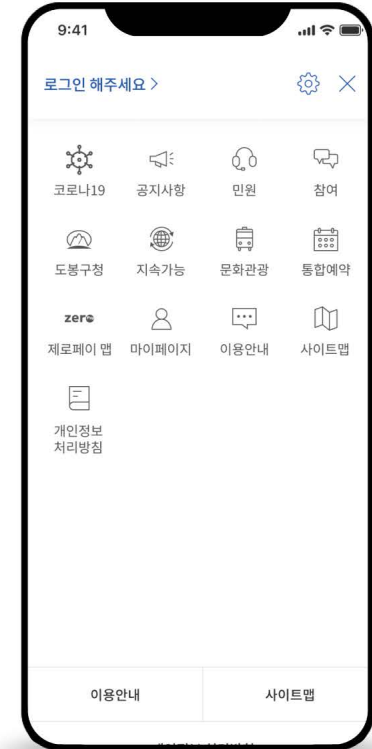 9:41
로그인 해주세요 >
코로나19 공지사항 민원 참여
도봉구청 지속가능 문화관광 통합예약
zero
제로페이 맵 마이페이지 이용안내 사이트맵
개인정보
처리방침
이용안내 사이트맵